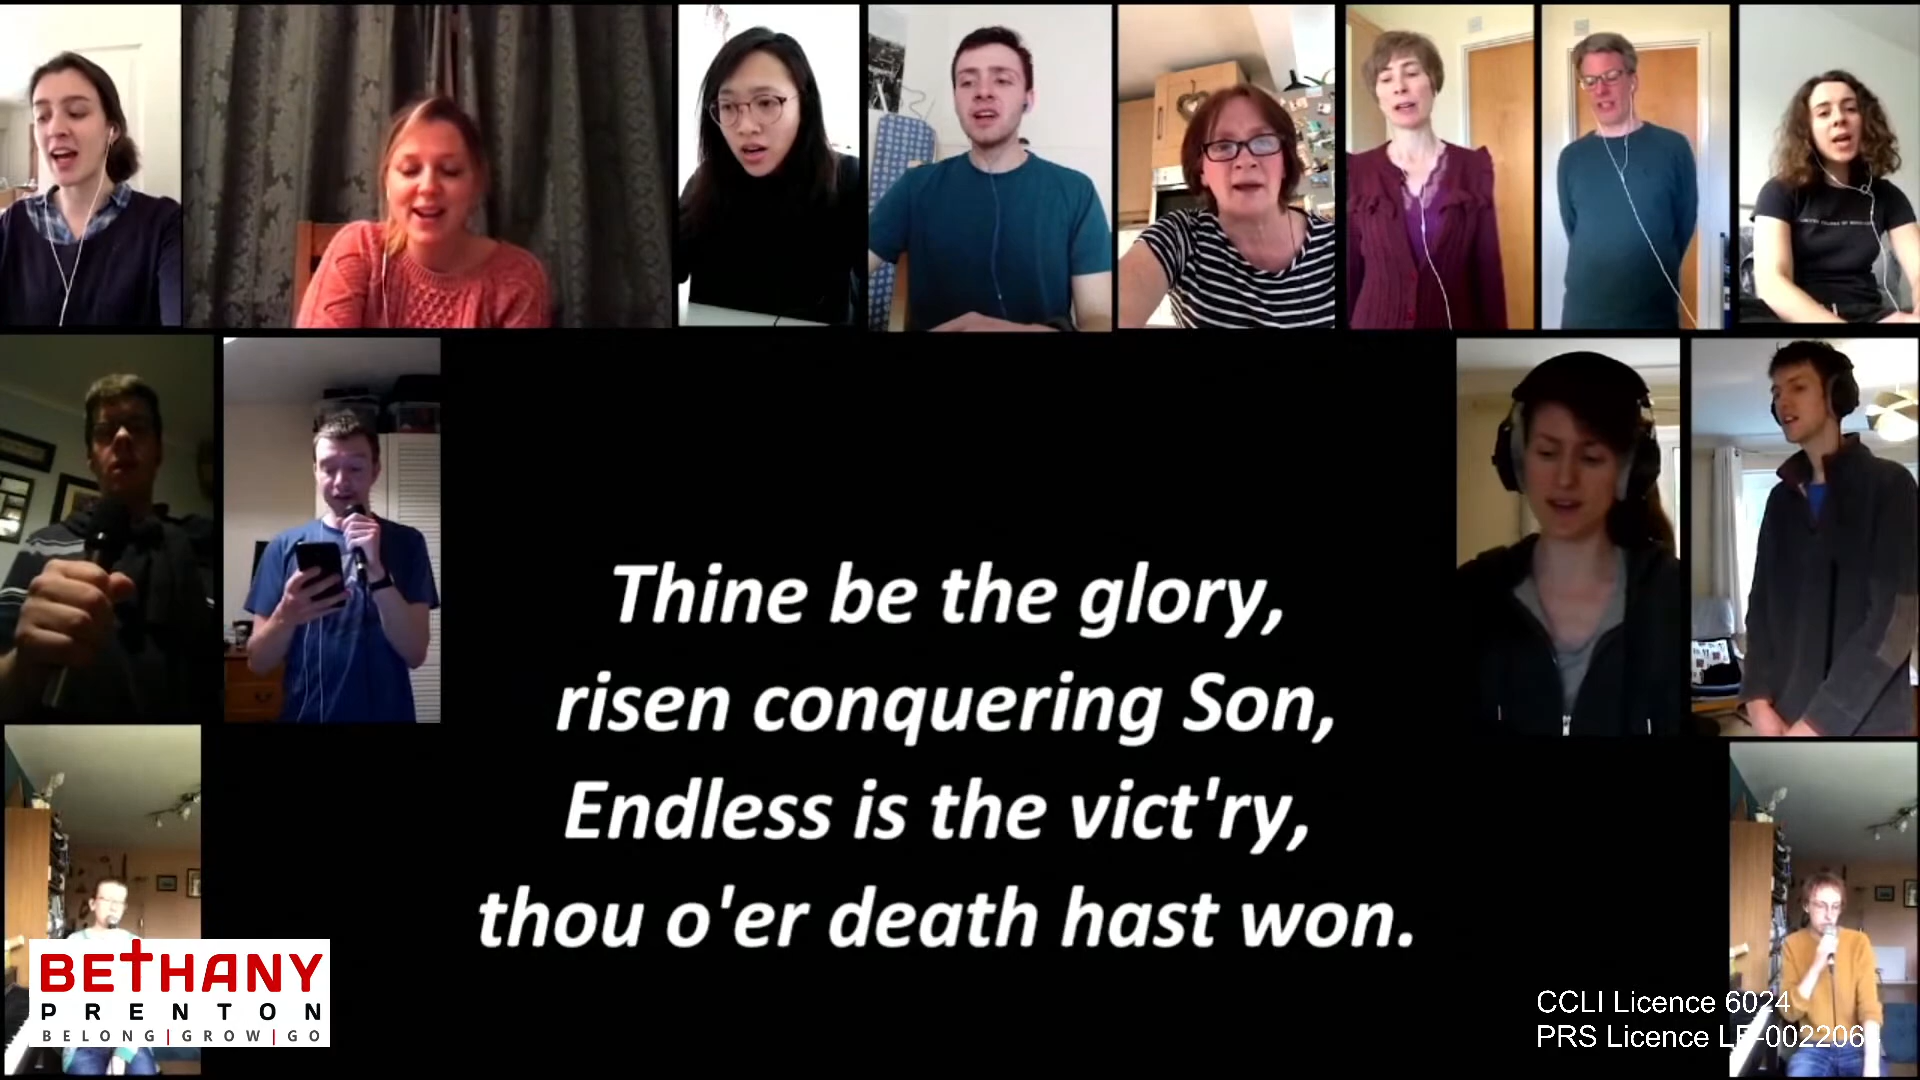 Thine be the glory,
risen conquering Son,
Endless is the vict'ry,
thou o'er death hast won.
BETHANY
PRENTON
BELONG|GROW|GO
CCLI Licence 6024
PRS Licence